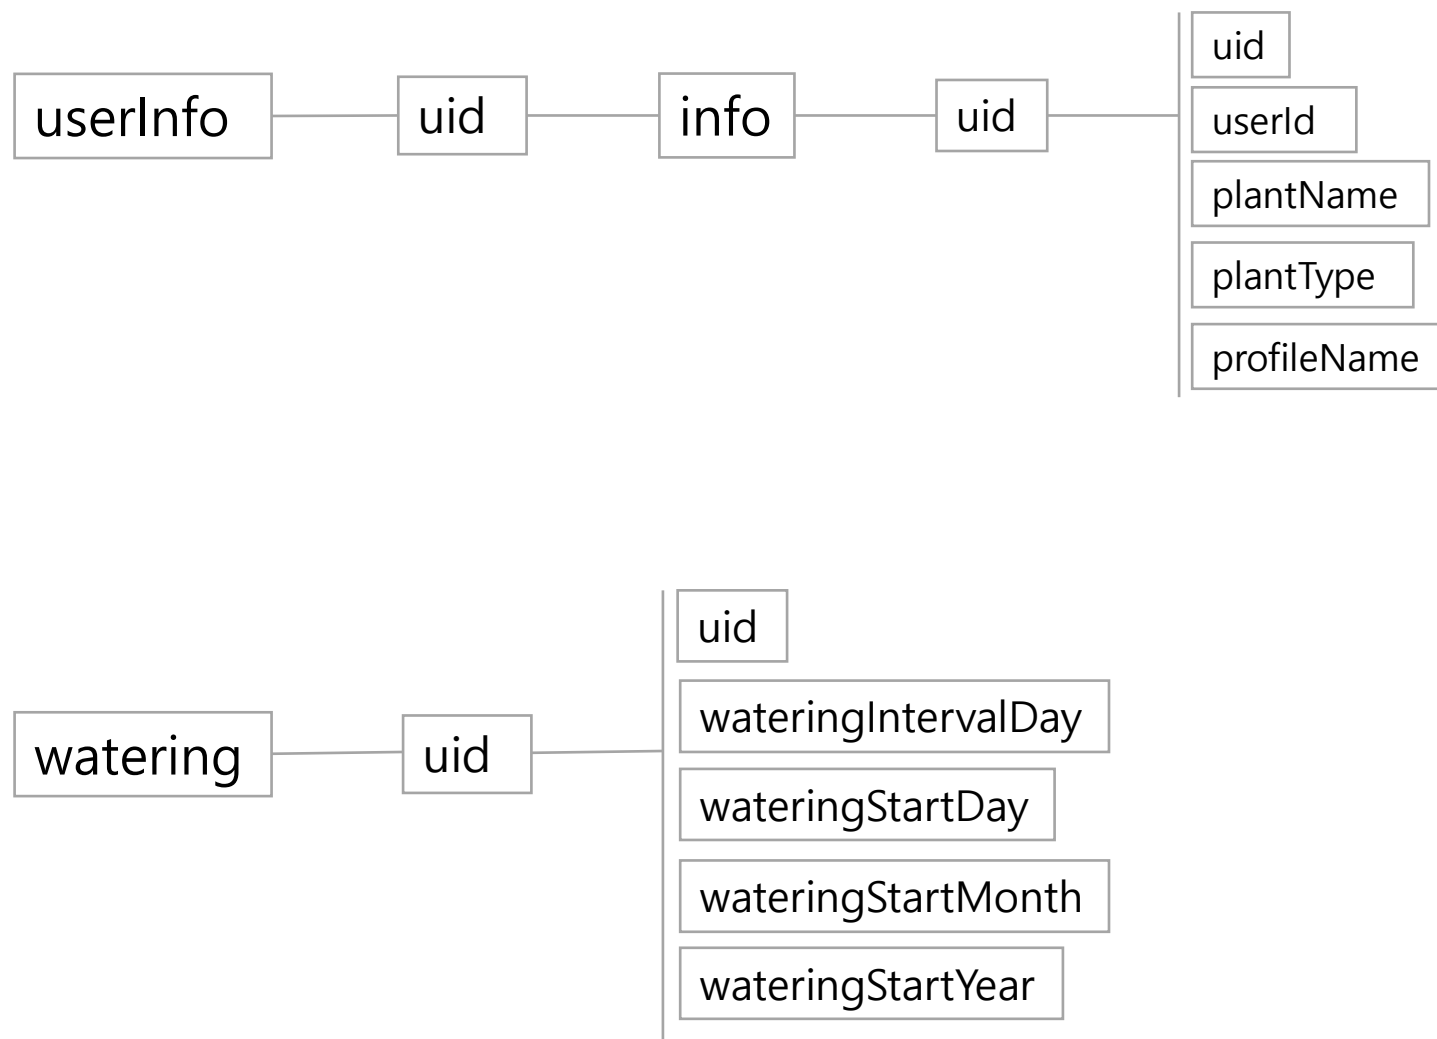 userInfo
uid
info
uid
uid
userId
plantName
plantType
profileName
watering
uid
uid
wateringIntervalDay
wateringStartDay
wateringStartMonth
wateringStartYear